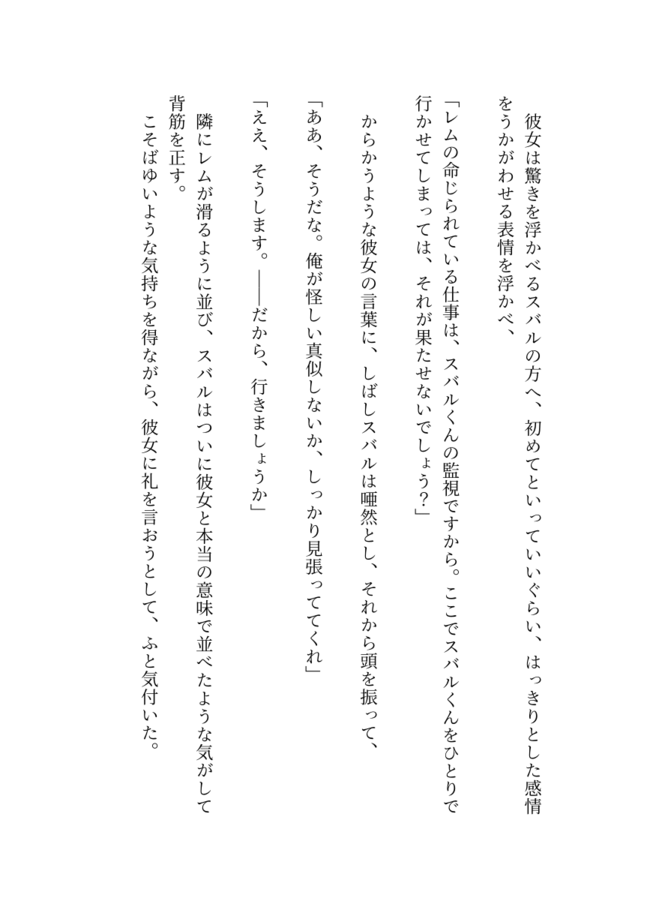 彼女は驚きを浮かべるスバルの方へ、初めてといっていいぐらい、はっきりとした感情
をうかがわせる表情を浮かべ、
「レムの命じられている仕事は、スバルくんの監視ですから。ここでスバルくんをひとりで
行かせてしまっては、それが果たせないでしょう？」
　からかうような彼女の言葉に、しばしスバルは唖然とし、それから頭を振って、
「ああ、そうだな。俺が怪しい真似しないか、しっかり見張っててくれ」
「ええ、そうします。――だから、行きましょうか」
　隣にレムが滑るように並び、スバルはついに彼女と本当の意味で並べたような気がして
背筋を正す。
　こそばゆいような気持ちを得ながら、彼女に礼を言おうとして、ふと気付いた。